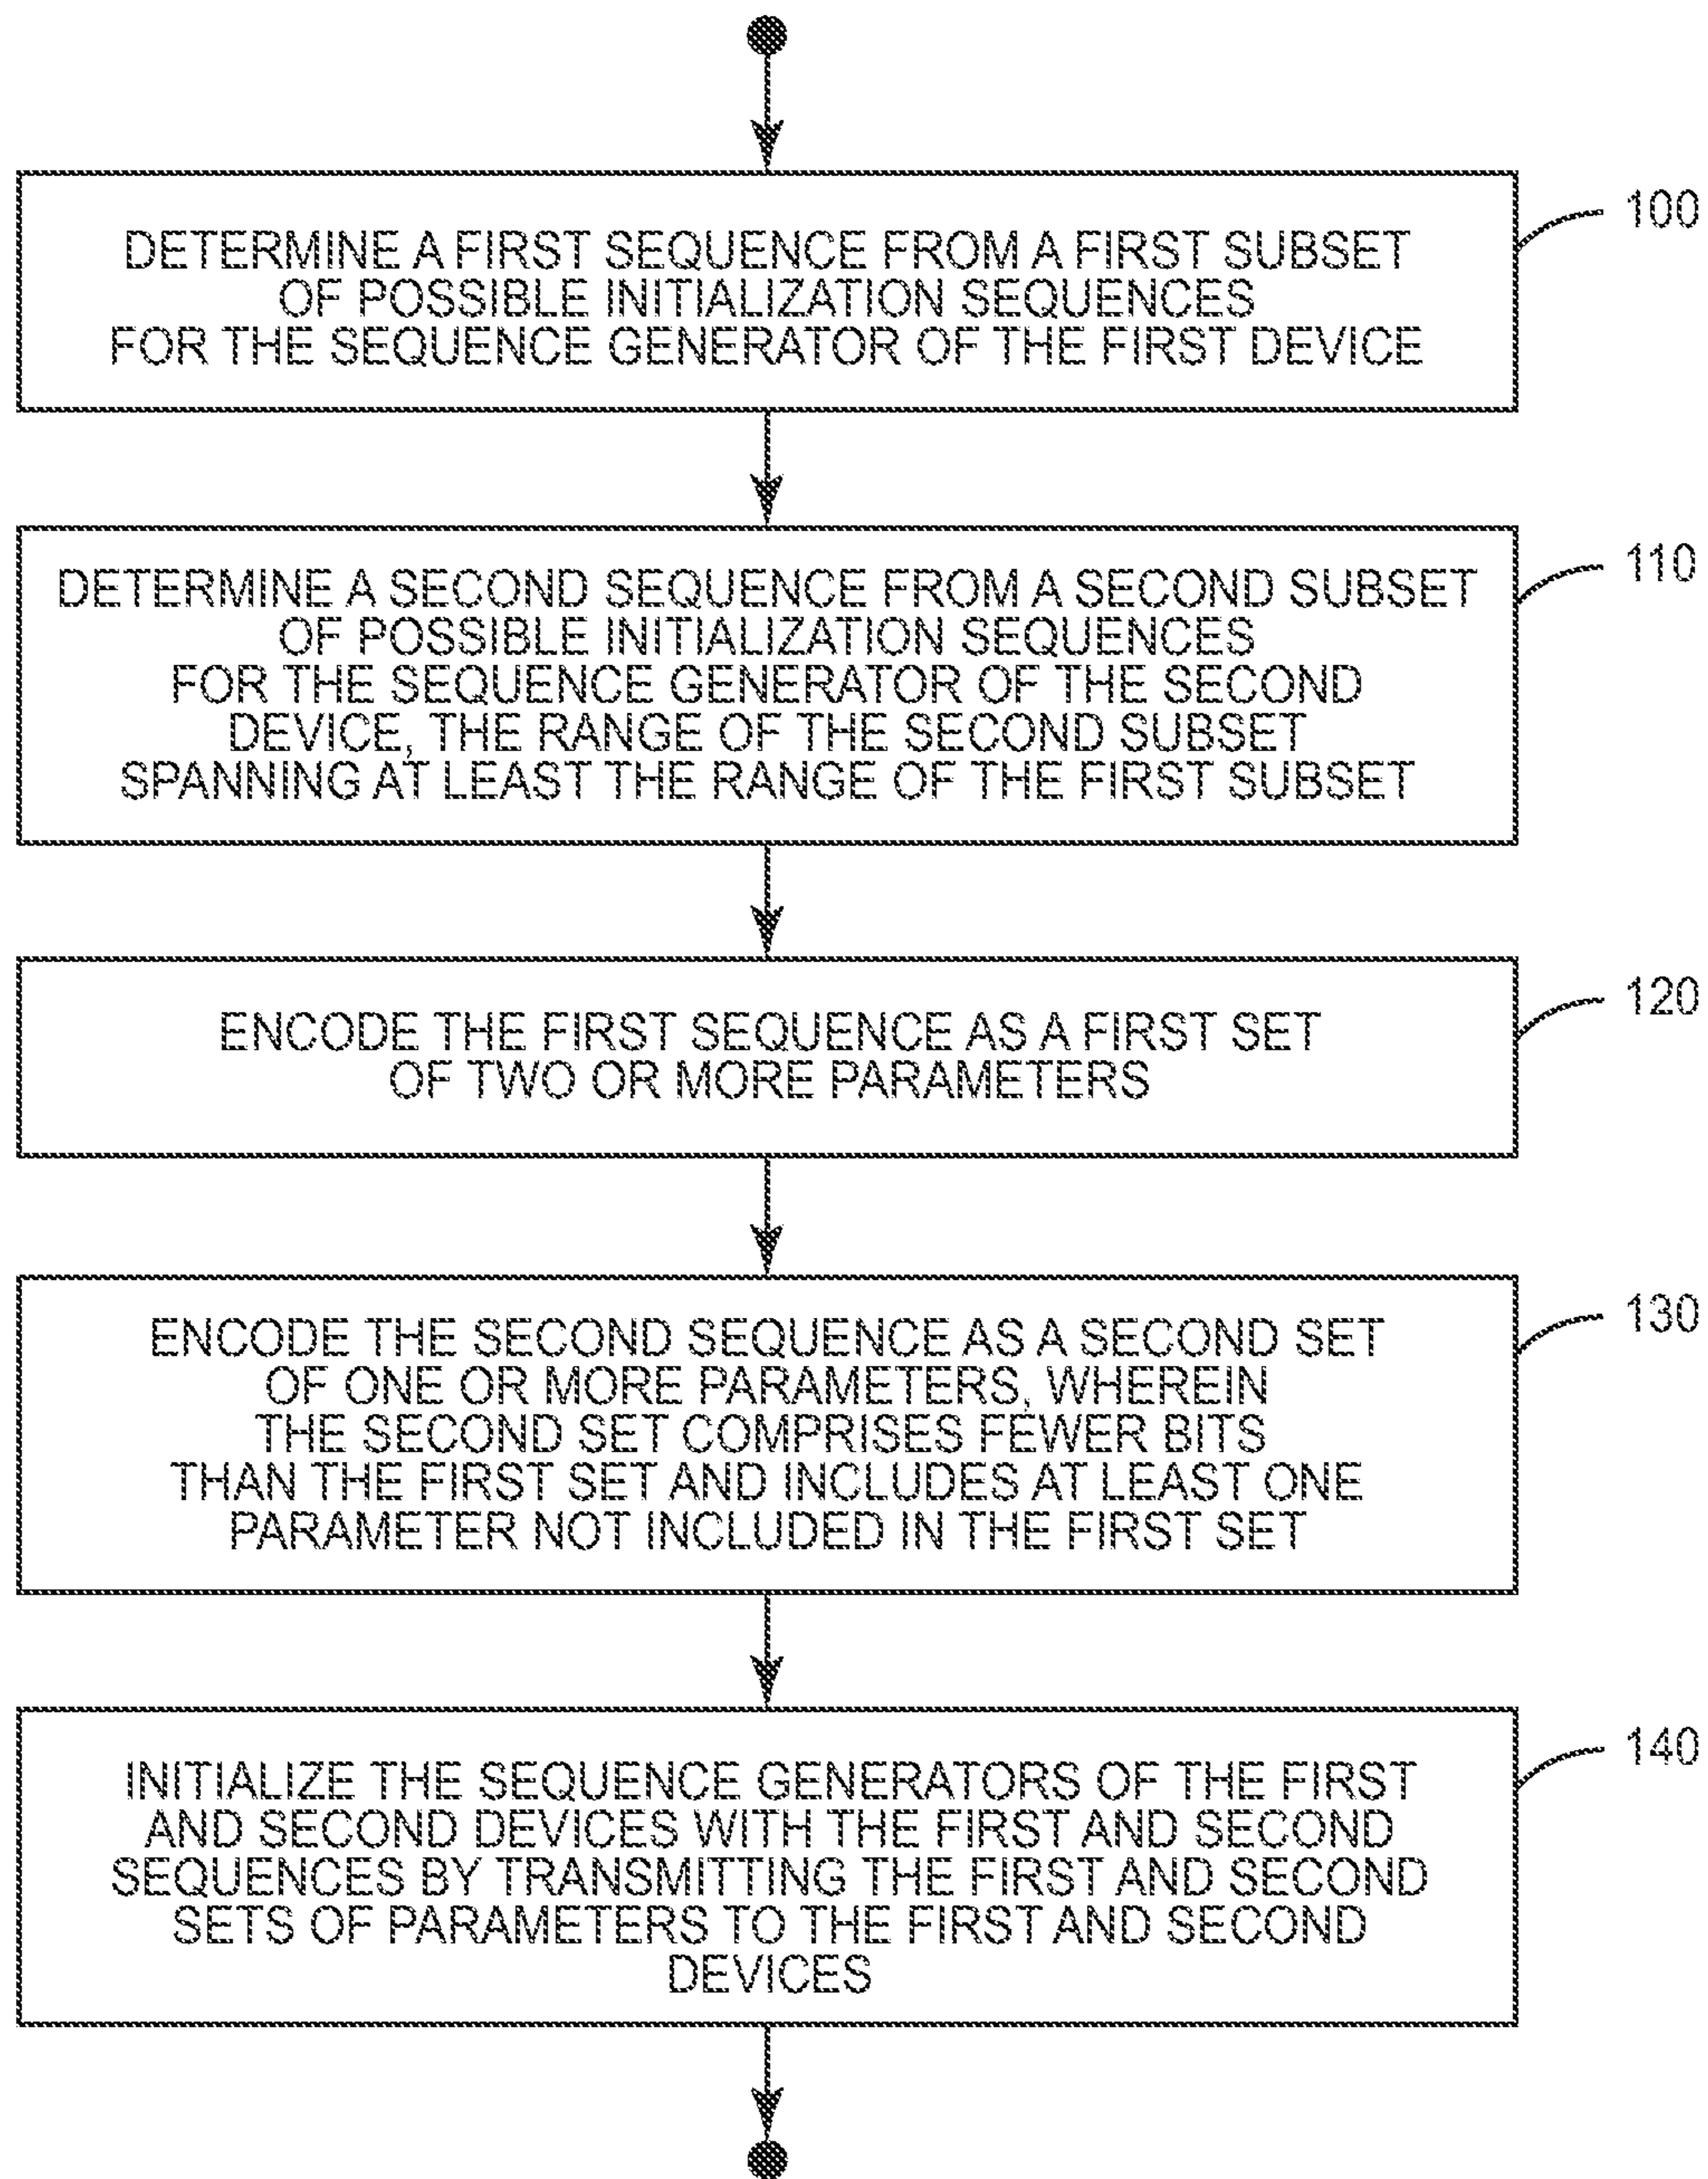 DETERMINE A FIRST SEQUENCE FROM A FIRST SUBSET
OF POSSIBLE INITIALIZATION SEQUENCES
FOR THE SEQUENCE GENERATOR OF THE FIRST DEVICE
100
DETERMINE A SECOND SEQUENCE FROM A SECOND SUBSET
OF POSSIBLE INITIALIZATION SEQUENCES
FOR THE SEQUENCE GENERATOR OF THE SECOND
DEVICE, THE RANGE OF THE SECOND SUBSET
SPANNING AT LEAST THE RANGE OF THE FIRST SUBSET
110
ENCODE THE FIRST SEQUENCE AS A FIRST SET
OF TWO OR MORE PARAMETERS
120
ENCODE THE SECOND SEQUENCE AS A SECOND SET
OF ONE OR MORE PARAMETERS, WHEREIN
THE SECOND SET COMPRISES FEWER BITS
THAN THE FIRST SET AND INCLUDES AT LEAST ONE
PARAMETER NOT INCLUDED IN THE FIRST SET
130
INITIALIZE THE SEQUENCE GENERATORS OF THE FIRST
AND SECOND DEVICES WITH THE FIRST AND SECOND
SEQUENCES BY TRANSMITTING THE FIRST AND SECOND
SETS OF PARAMETERS TO THE FIRST AND SECOND
DEVICES
140